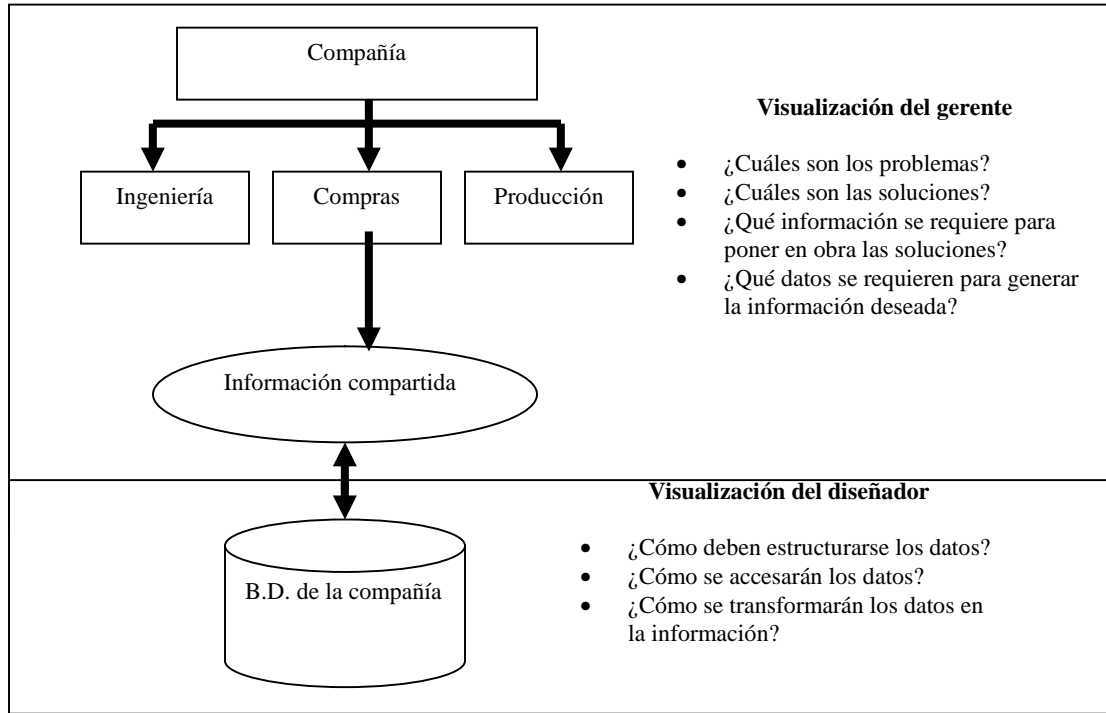 Compañía
Visualización del gerente
Ingeniería
Compras
Producción
• ¿Cuáles son los problemas?
• ¿Cuáles son las soluciones?
• ¿Qué información se requiere para
poner en obra las soluciones?
• ¿Qué datos se requieren para generar
la información deseada?
Información compartida
Visualización del diseñador
B.D. de la compañía
• ¿Cómo deben estructurarse los datos?
• ¿Cómo se accesarán los datos?
• ¿Cómo se transformarán los datos en
la información?